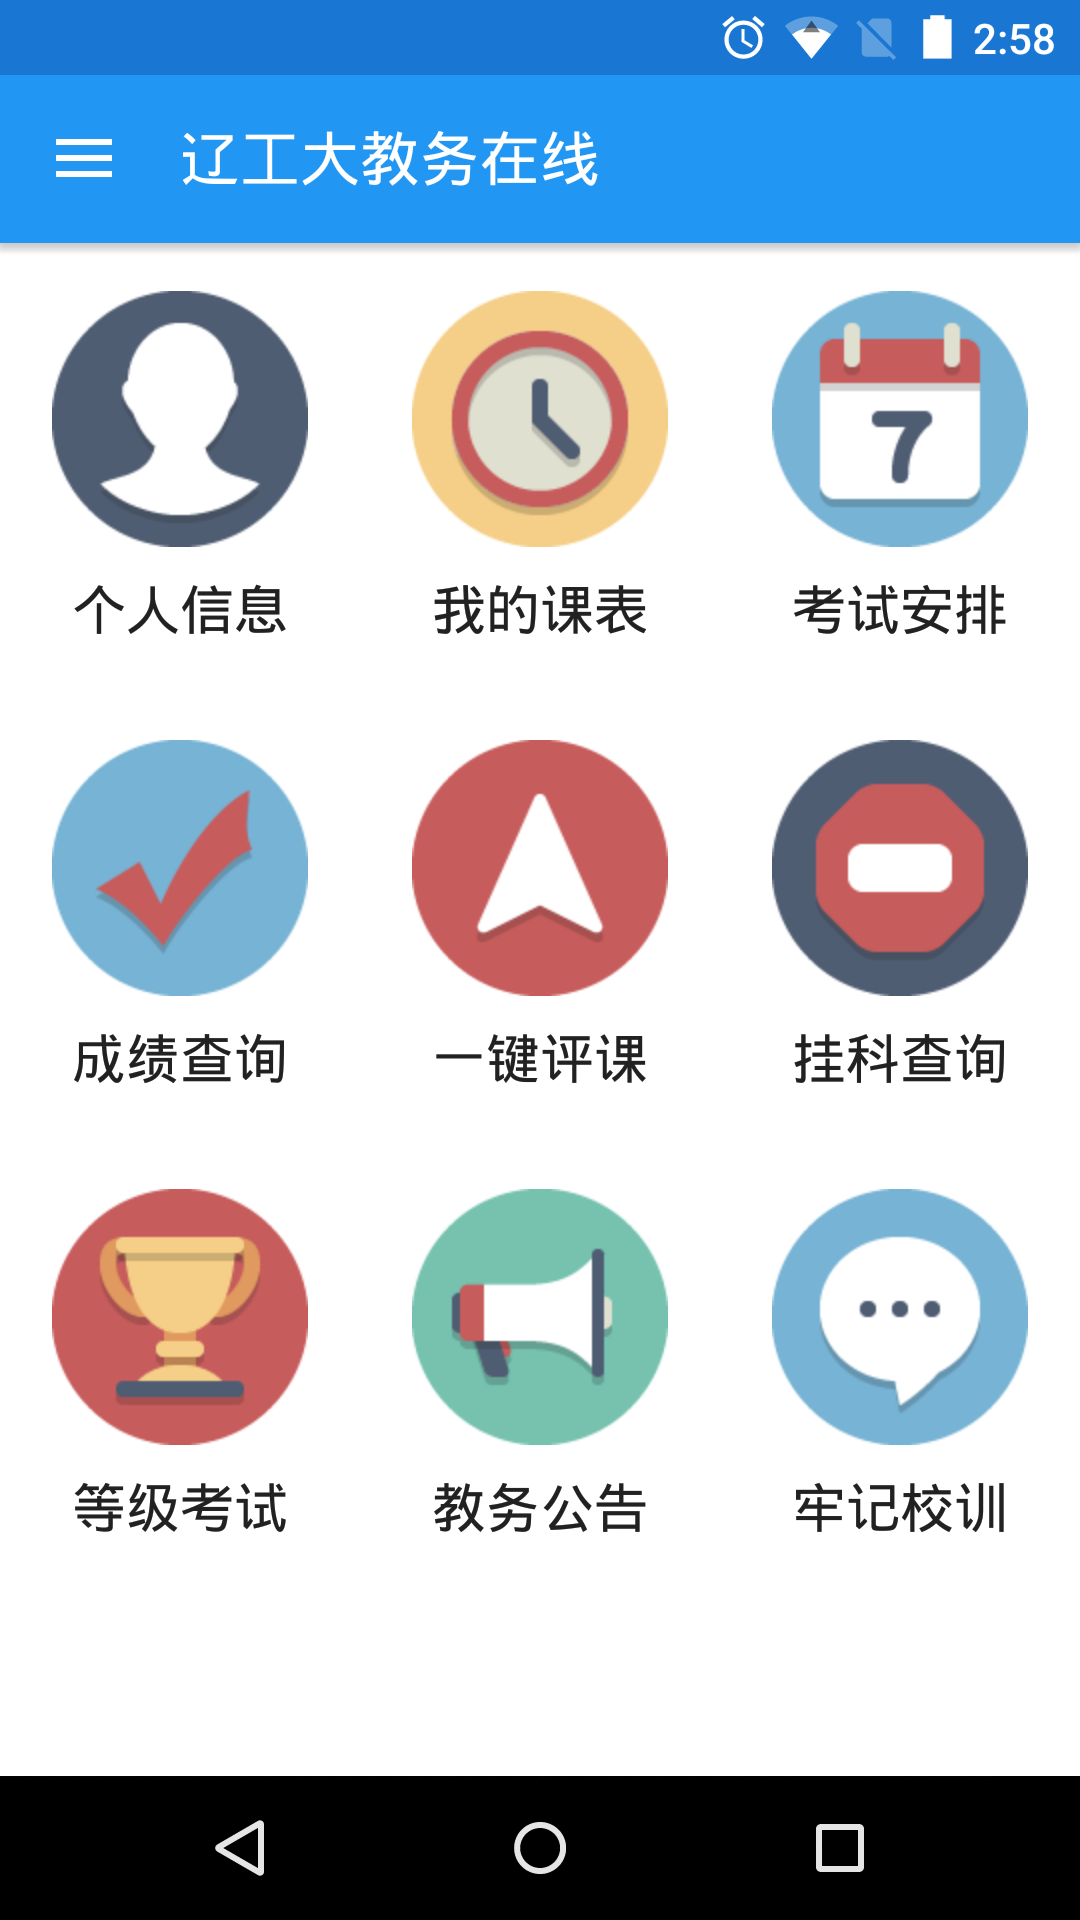 2:58
辽工大教务在线
7
个人信息 我的课表 考试安排
成绩查询 一键评课 挂科查询
等级考试 教务公告 牢记校训